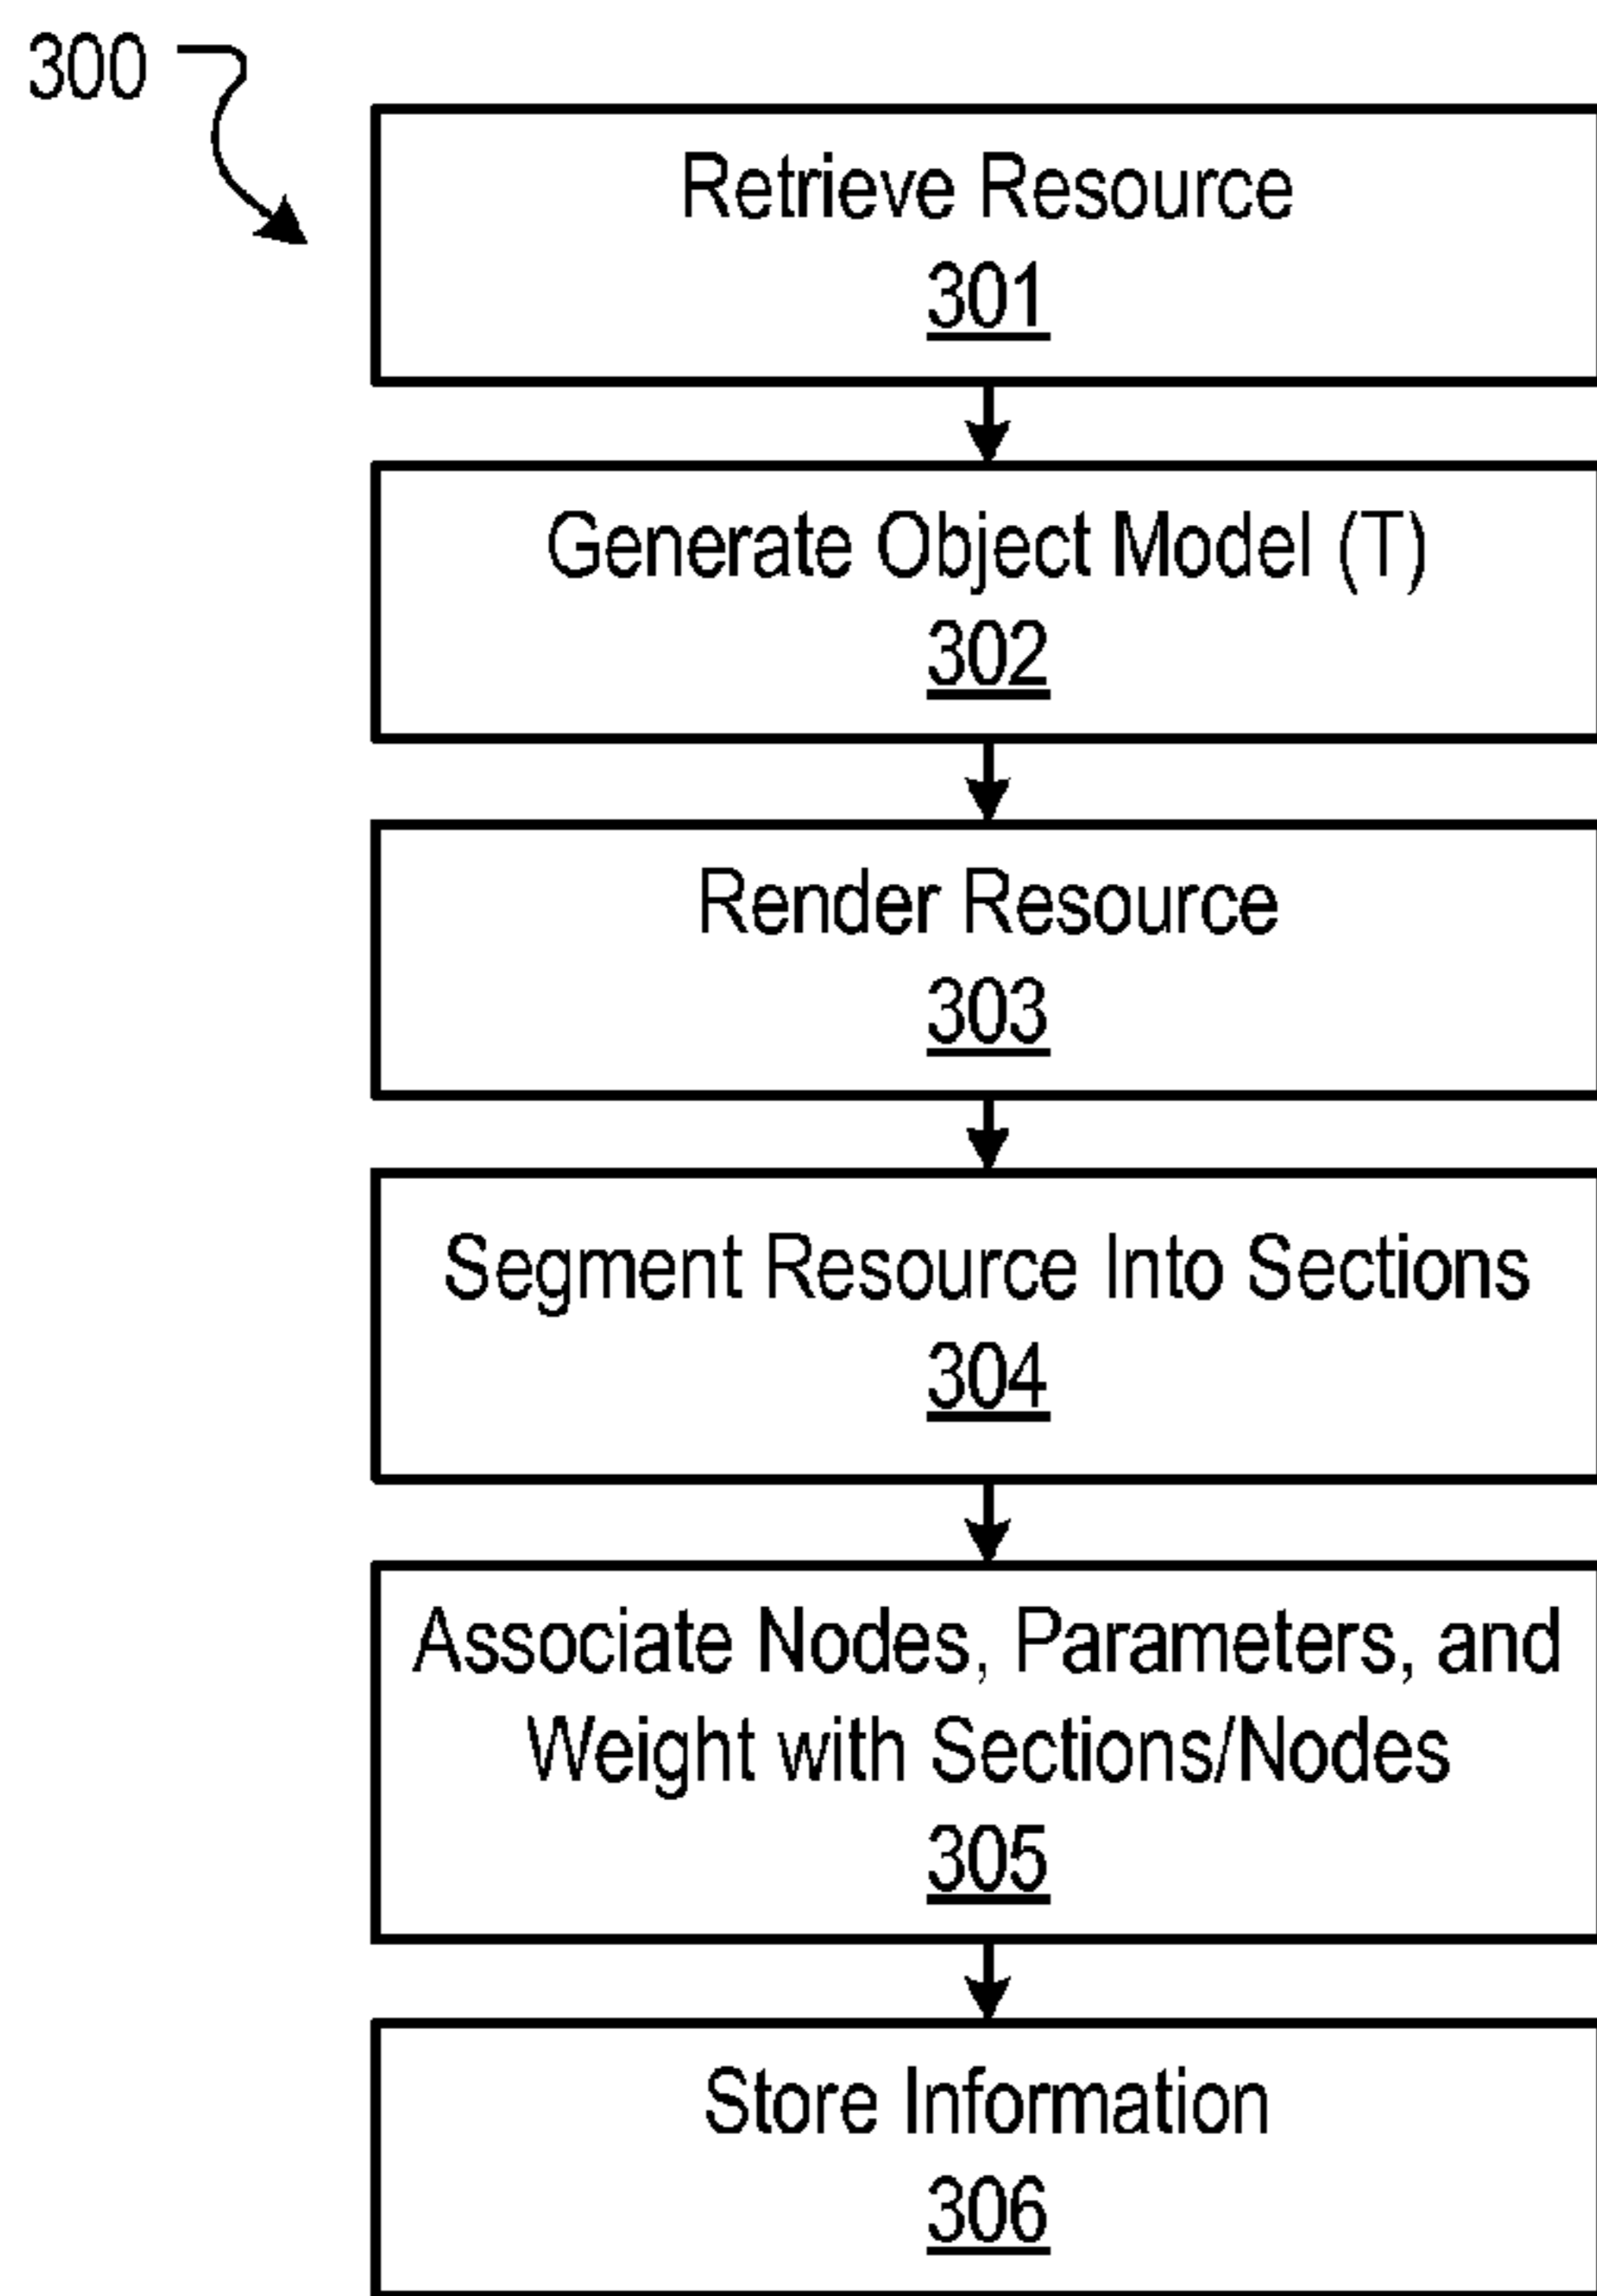 300
Retrieve Resource
301
Generate Object Model (T)
302
Render Resource
303
Segment Resource Into Sections
304
Associate Nodes, Parameters, and
Weight with Sections/Nodes
305
Store Information
306